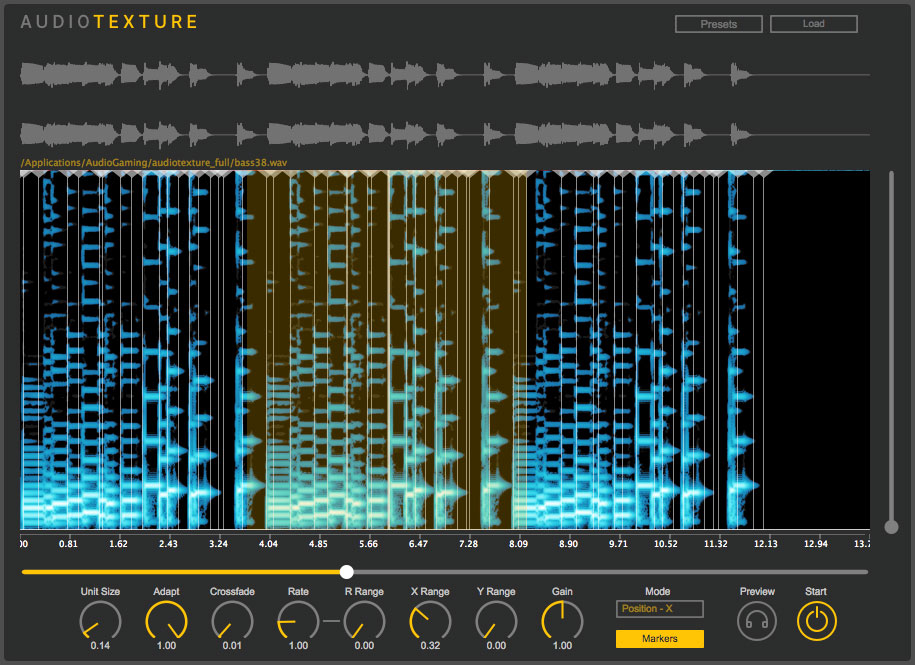 AUDIOTEXTURE
Presets Load
/Applications/AudioGaming/audiotexture_full/bass38.wav
00 0.81 1.62 2.43 3.24 4.04 4.85 5.66 6.47 7.28 8.09 8.90 9.71 10.52 11.32 12.13 12.94 13.2
Unit Size Adapt Crossfade Rate R Range X Range Y Range Gain Mode Preview Start
Position - X
Markers
0.14 1.00 0.01 1.00 0.00 0.32 0.00 1.00